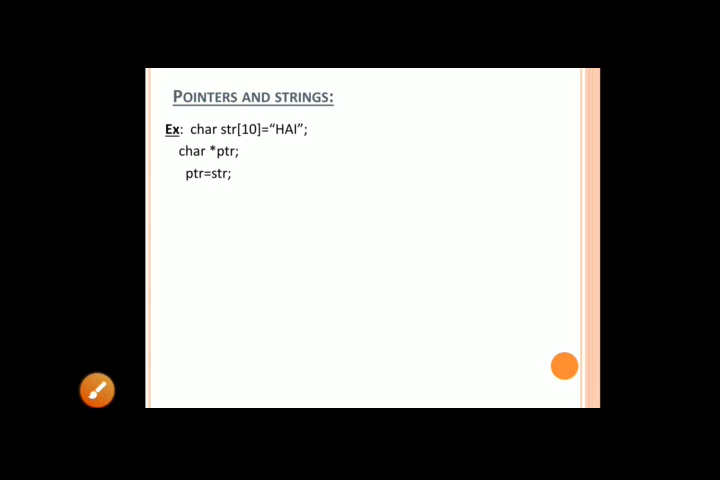 POINTERS AND STRINGS:
Ex: char str[10]=“HAI”;
char *ptr;
ptr=str;